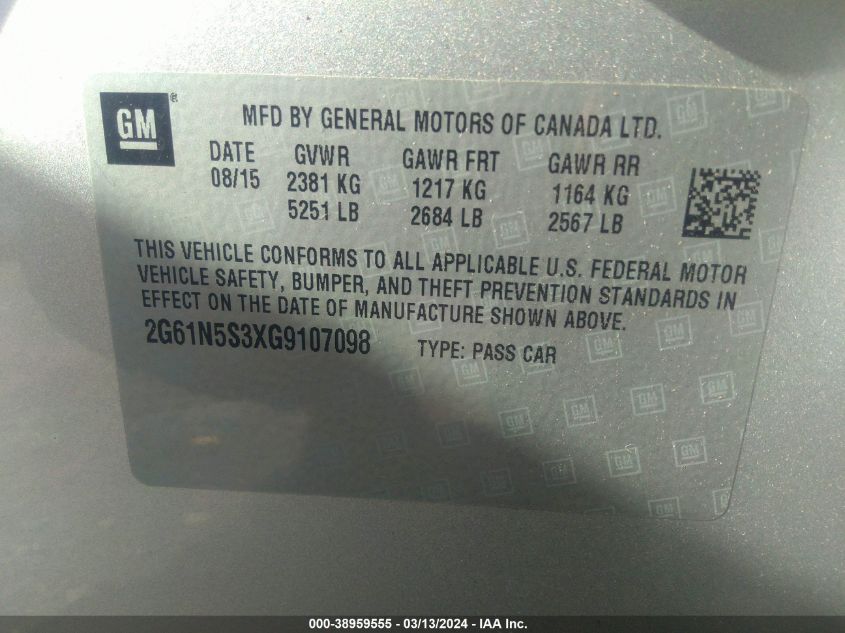 GM®
MFD BY GENERAL MOTORS OF CANADA LTD.
DATE GVWR GAWR FRT GAWR RR
08/15 2381 KG 1217 KG 1164 KG
5251 LB 2684 LB 2567 LB
THIS VEHICLE CONFORMS TO ALL APPLICABLE U.S. FEDERAL MOTOR
VEHICLE SAFETY, BUMPER, AND THEFT PREVENTION STANDARDS IN
EFFECT ON THE DATE OF MANUFACTURE SHOWN ABOVE.
2G61N5S3XG9107098 TYPE: PASS CAR
000-38959555 - 03/13/2024 - IAA Inc.